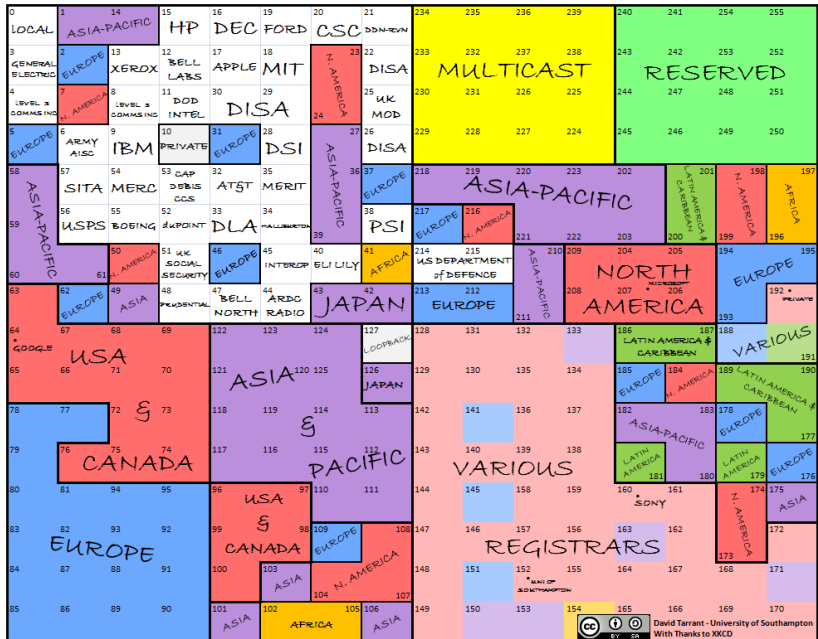 0 1 14 15 16 19 20 21 234 235 236 239 240 241 254 255
LOCAL ASIA-PACIFIC HP DEC FORD CSC DDN-RVN
3 2 13 12 17 18 23 22 233 232 237 238 243 242 253 252
GENERAL ELECTRIC EUROPE XEROX BELL LABS APPLE MIT N. AMERICA DISA MULTICAST RESERVED
4 7 8 11 30 29 24 25 230 231 226 225 244 247 248 251
LEVEL 3 COMMS INC N. AMERICA LEVEL 3 COMMS INC DOD INTEL DISA UK MOD
5 6 9 10 31 28 27 26 229 228 227 224 245 246 249 250
EUROPE ARMY AISC IBM PRIVATE EUROPE DSI ASIA-PACIFIC DISA
58 57 54 53 32 35 36 37 218 219 220 223 202 201 198 197
ASIA-PACIFIC SITA MERC CAP DEBIS CCS AT&T MERIT EUROPE ASIA-PACIFIC LATIN AMERICA & CARIBBEAN N. AMERICA AFRICA
59 56 55 52 33 34 39 38 217 216 221 222 203 200 199 196
USPS BOEING duPOINT DLA HALLIBURTON PSI EUROPE N. AMERICA
60 61 50 51 46 45 40 41 214 215 210 209 204 205 194 195
N. AMERICA UK SOCIAL SECURITY EUROPE INTEROP ELI LILY AFRICA US DEPARTMENT of DEFENCE ASIA-PACIFIC NORTH AMERICA MICROSOFT EUROPE
63 62 49 48 47 44 43 42 213 212 211 208 207 206 193 192
EUROPE ASIA PRUDENTIAL BELL NORTH ARDC RADIO JAPAN EUROPE PRIVATE
64 67 68 69 122 123 124 127 128 131 132 133 186 187 188 191
GOOGLE USA & CANADA LOOPBACK LATIN AMERICA & CARIBBEAN VARIOUS
65 66 71 70 121 120 125 126 129 130 135 134 185 184 189 190
ASIA & PACIFIC JAPAN EUROPE N. AMERICA LATIN AMERICA & CARIBBEAN
78 77 72 73 118 119 114 113 142 141 136 137 182 183 178 177
ASIA-PACIFIC EUROPE
79 76 75 74 117 116 115 112 143 140 139 138 181 180 179 176
VARIOUS REGISTRARS LATIN AMERICA LATIN AMERICA EUROPE
80 81 94 95 96 97 110 111 144 145 158 159 160 161 174 175
USA & CANADA SONY N. AMERICA ASIA
83 82 93 92 99 98 109 108 147 146 157 156 163 162 173 172
EUROPE EUROPE N. AMERICA
84 87 88 91 100 103 104 107 148 151 152 155 164 167 168 171
ASIA UNI OF SOUTHAMPTON
85 86 89 90 101 102 105 106 149 150 153 154 165 169 170
ASIA AFRICA ASIA
cc BY SA
David Tarrant - University of Southampton
With Thanks to XKCD